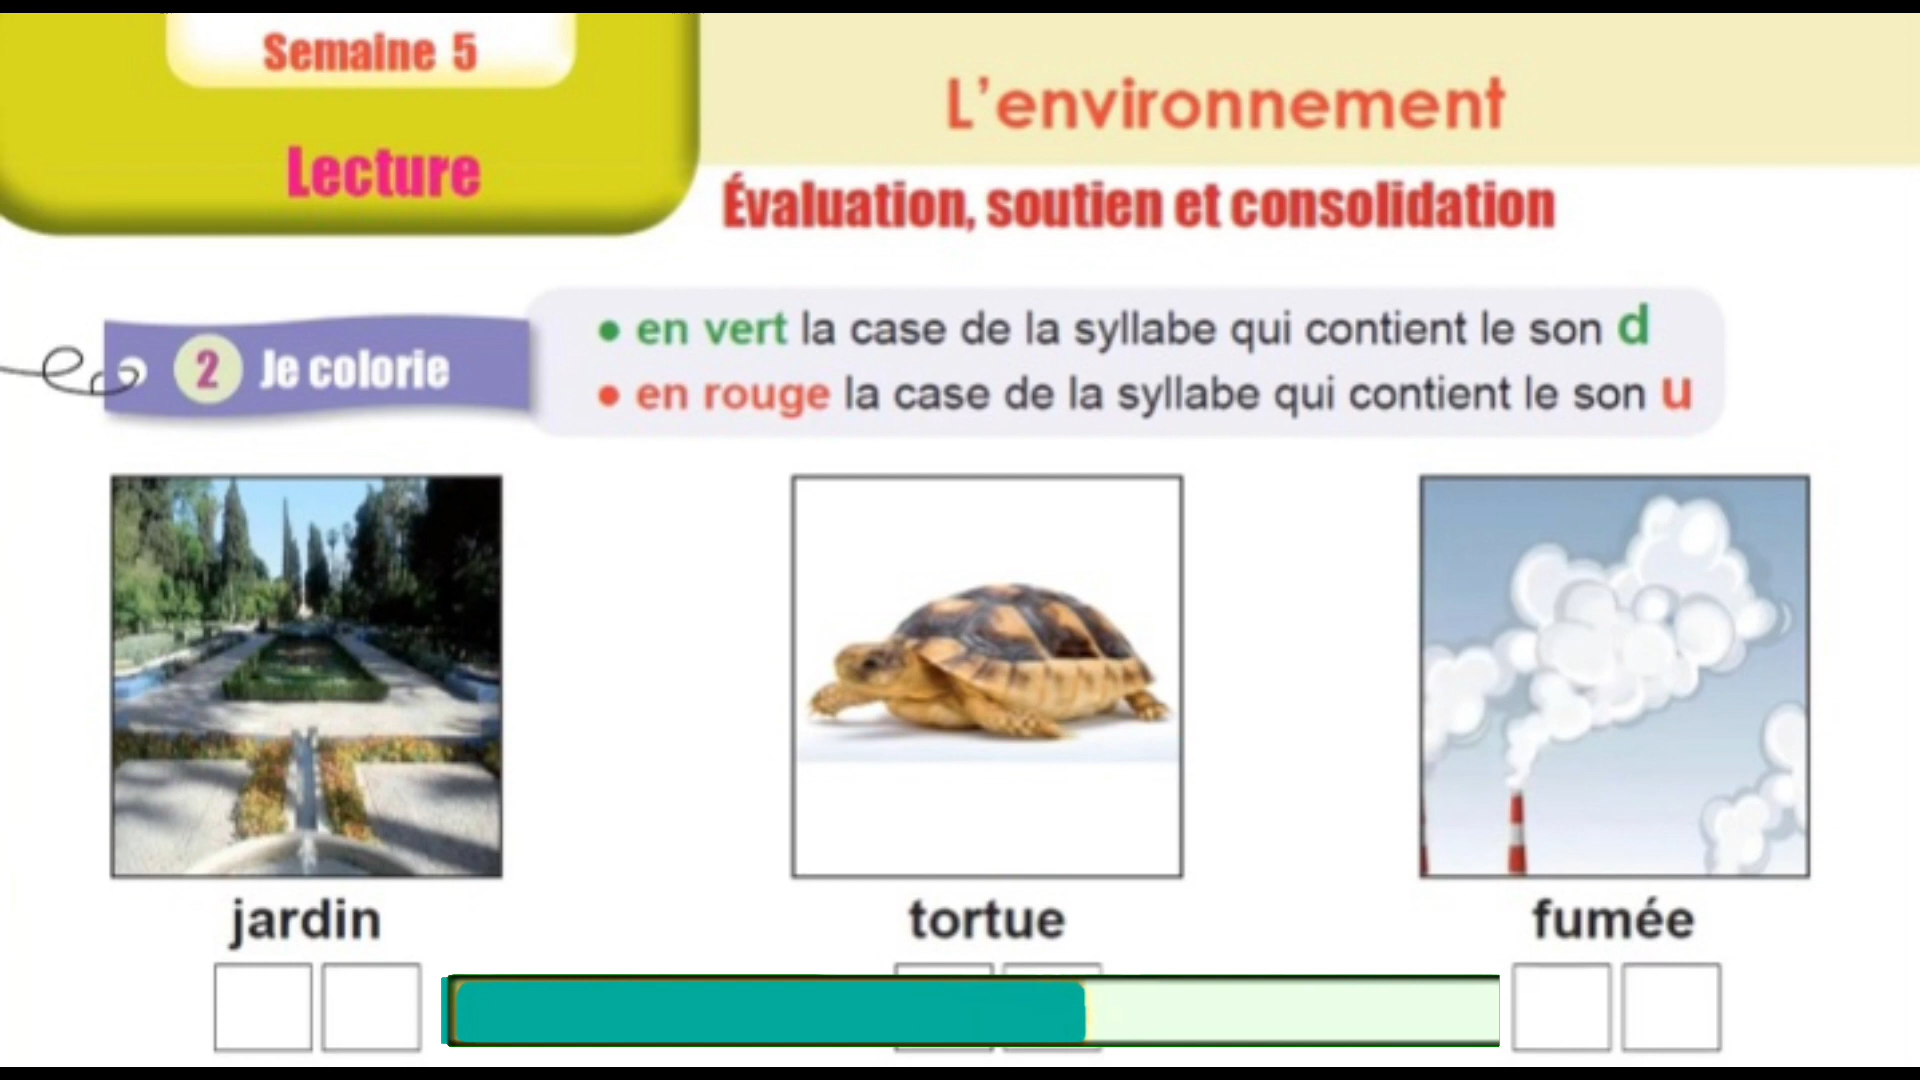 Semaine 5
L'environnement
Lecture
Évaluation, soutien et consolidation
2 Je colorie
• en vert la case de la syllabe qui contient le son d
• en rouge la case de la syllabe qui contient le son u
jardin
tortue
fumée